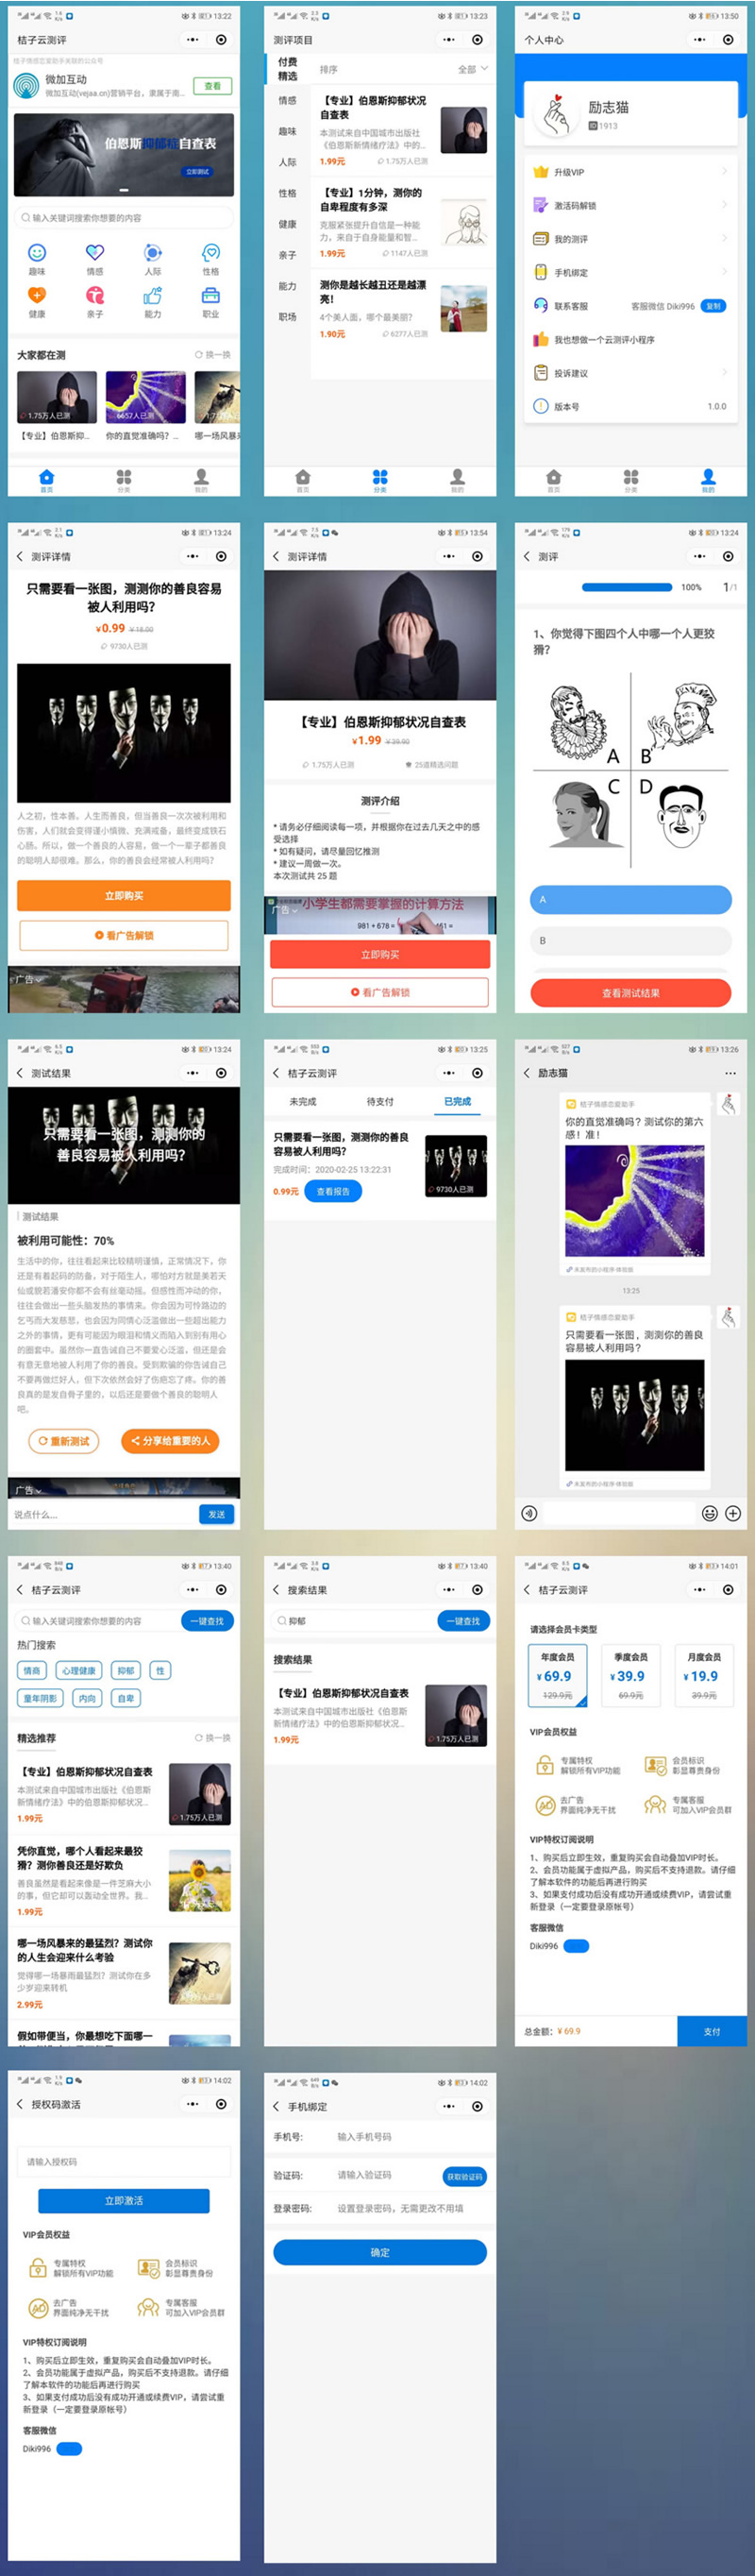 13:22
桔子云测评
桔子情感恋爱助手关联的公众号
微加互动
微加互动(vejsa.cn)营销平台，隶属于南...
查看
伯恩斯抑郁症自查表
立即测试
输入关键词搜索你想要的内容
趣味
情感
人际
性格
健康
亲子
能力
职业
大家都在测
换一换
1.75万人已测
6657人已测
【专业】伯恩斯抑...
你的直觉准确吗？...
哪一场风暴来
首页
分类
我的
13:23
测评项目
付费精选
排序
全部
情感
趣味
人际
性格
健康
亲子
能力
职场
【专业】伯恩斯抑郁状况
自查表
本测试来自中国城市出版社
《伯恩斯新情绪疗法》中的...
1.99元
1.75万人已测
【专业】1分钟，测你的
自卑程度有多深
克服紧张提升自信是一种能
力，来自于自身能量和智...
1.99元
1147人已测
测你是越长越丑还是越漂
亮！
4个美人面，哪个最美丽？
1.90元
6277人已测
首页
分类
我的
13:50
个人中心
励志猫
ID 1913
升级VIP
激活码解锁
我的测评
手机绑定
联系客服
客服微信 Diki996
复制
我也想做一个云测评小程序
投诉建议
版本号
1.0.0
首页
分类
我的
13:24
测评详情
只需要看一张图，测测你的善良容易
被人利用吗？
¥0.99 ¥18.00
9730人已测
人之初，性本善。人生而善良，但当善良一次次被利用和
伤害，人们就会变得谨小慎微、充满戒备，最终变成铁石
心肠。所以，做一个善良的人容易，做一个一辈子都善良
的聪明人却很难。那么，你的善良会经常被人利用吗？
立即购买
看广告解锁
广告
13:54
测评详情
【专业】伯恩斯抑郁状况自查表
¥1.99 ¥39.90
1.75万人已测
25道精选问题
测评介绍
* 请务必仔细阅读每一项，并根据你在过去几天之中的感
受选择
* 如有疑问，请尽量回忆推测
* 建议一周做一次。
本次测试共 25 题
广告
小学生都需要掌握的计算方法
981 + 678 =
立即购买
看广告解锁
13:24
测评
100%
1/1
1、你觉得下图四个人中哪一个人更狡
猾？
A
B
C
D
A
B
查看测试结果
13:24
测试结果
只需要看一张图，测测你的
善良容易被人利用吗？
测试结果
被利用可能性：70%
生活中的你，往往看起来比较精明谨慎，正常情况下，你
还是有着起码的防备，对于陌生人，哪怕对方就是美若天
仙或貌若潘安你都不会有丝毫动摇。但感性而冲动的你，
往往会做出一些头脑发热的事情来。你会因为可怜路边的
乞丐而大发慈悲，也会因为同情心泛滥做出一些超出能力
之外的事情，更有可能因为眼泪和情义而陷入到别有用心
的圈套中。虽然你一直告诫自己不要爱心泛滥，但还是会
有意无意地被人利用了你的善良。受到欺骗的你告诫自己
不要再做烂好人，但下次依然会好了伤疤忘了疼。你的善
良真的是发自骨子里的，以后还是要做个善良的聪明人
吧。
重新测试
分享给重要的人
广告
说点什么...
发送
13:25
桔子云测评
未完成
待支付
已完成
只需要看一张图，测测你的善良
容易被人利用吗？
完成时间：2020-02-25 13:22:31
0.99元
查看报告
9730人已测
13:26
励志猫
桔子情感恋爱助手
你的直觉准确吗？测试你的第六
感！准！
未发布的小程序·体验版
13:25
桔子情感恋爱助手
只需要看一张图，测测你的善良
容易被人利用吗？
未发布的小程序·体验版
13:40
桔子云测评
输入关键词搜索你想要的内容
一键查找
热门搜索
情商
心理健康
抑郁
性
童年阴影
内向
自卑
精选推荐
换一换
【专业】伯恩斯抑郁状况自查表
本测试来自中国城市出版社《伯恩斯
新情绪疗法》中的伯恩斯抑郁状况...
1.99元
1.75万人已测
凭你直觉，哪个人看起来最狡
猾？测你善良还是好欺负
善良虽然是看起来像是一件芝麻大小
的事，但它却可以轰动全世界。我...
1.99元
哪一场风暴来的最猛烈？测试你
的人生会迎来什么考验
觉得哪一场暴雨最猛烈？测试你在多
少岁迎来转机
2.99元
假如带便当，你最想吃下面哪一
13:40
搜索结果
抑郁
一键查找
搜索结果
【专业】伯恩斯抑郁状况自查表
本测试来自中国城市出版社《伯恩斯
新情绪疗法》中的伯恩斯抑郁状况...
1.99元
1.75万人已测
14:01
桔子云测评
请选择会员卡类型
年度会员
¥ 69.9
129.9元
季度会员
¥ 39.9
69.9元
月度会员
¥ 19.9
39.9元
VIP会员权益
专属特权
解锁所有VIP功能
会员标识
彰显尊贵身份
去广告
界面纯净无干扰
专属客服
可加入VIP会员群
VIP特权订阅说明
1、购买后立即生效，重复购买会自动叠加VIP时长。
2、会员功能属于虚拟产品，购买后不支持退款。请仔细
了解本软件的功能后再进行购买
3、如果支付成功后没有成功开通或续费VIP，请尝试重
新登录（一定要登录原帐号）
客服微信
Diki996
总金额：¥ 69.9
支付
14:02
授权码激活
请输入授权码
立即激活
VIP会员权益
专属特权
解锁所有VIP功能
会员标识
彰显尊贵身份
去广告
界面纯净无干扰
专属客服
可加入VIP会员群
VIP特权订阅说明
1、购买后立即生效，重复购买会自动叠加VIP时长。
2、会员功能属于虚拟产品，购买后不支持退款。请仔细
了解本软件的功能后再进行购买
3、如果支付成功后没有成功开通或续费VIP，请尝试重
新登录（一定要登录原帐号）
客服微信
Diki996
14:02
手机绑定
手机号:
输入手机号码
验证码:
请输入验证码
获取验证码
登录密码:
设置登录密码，无需更改不用填
确定